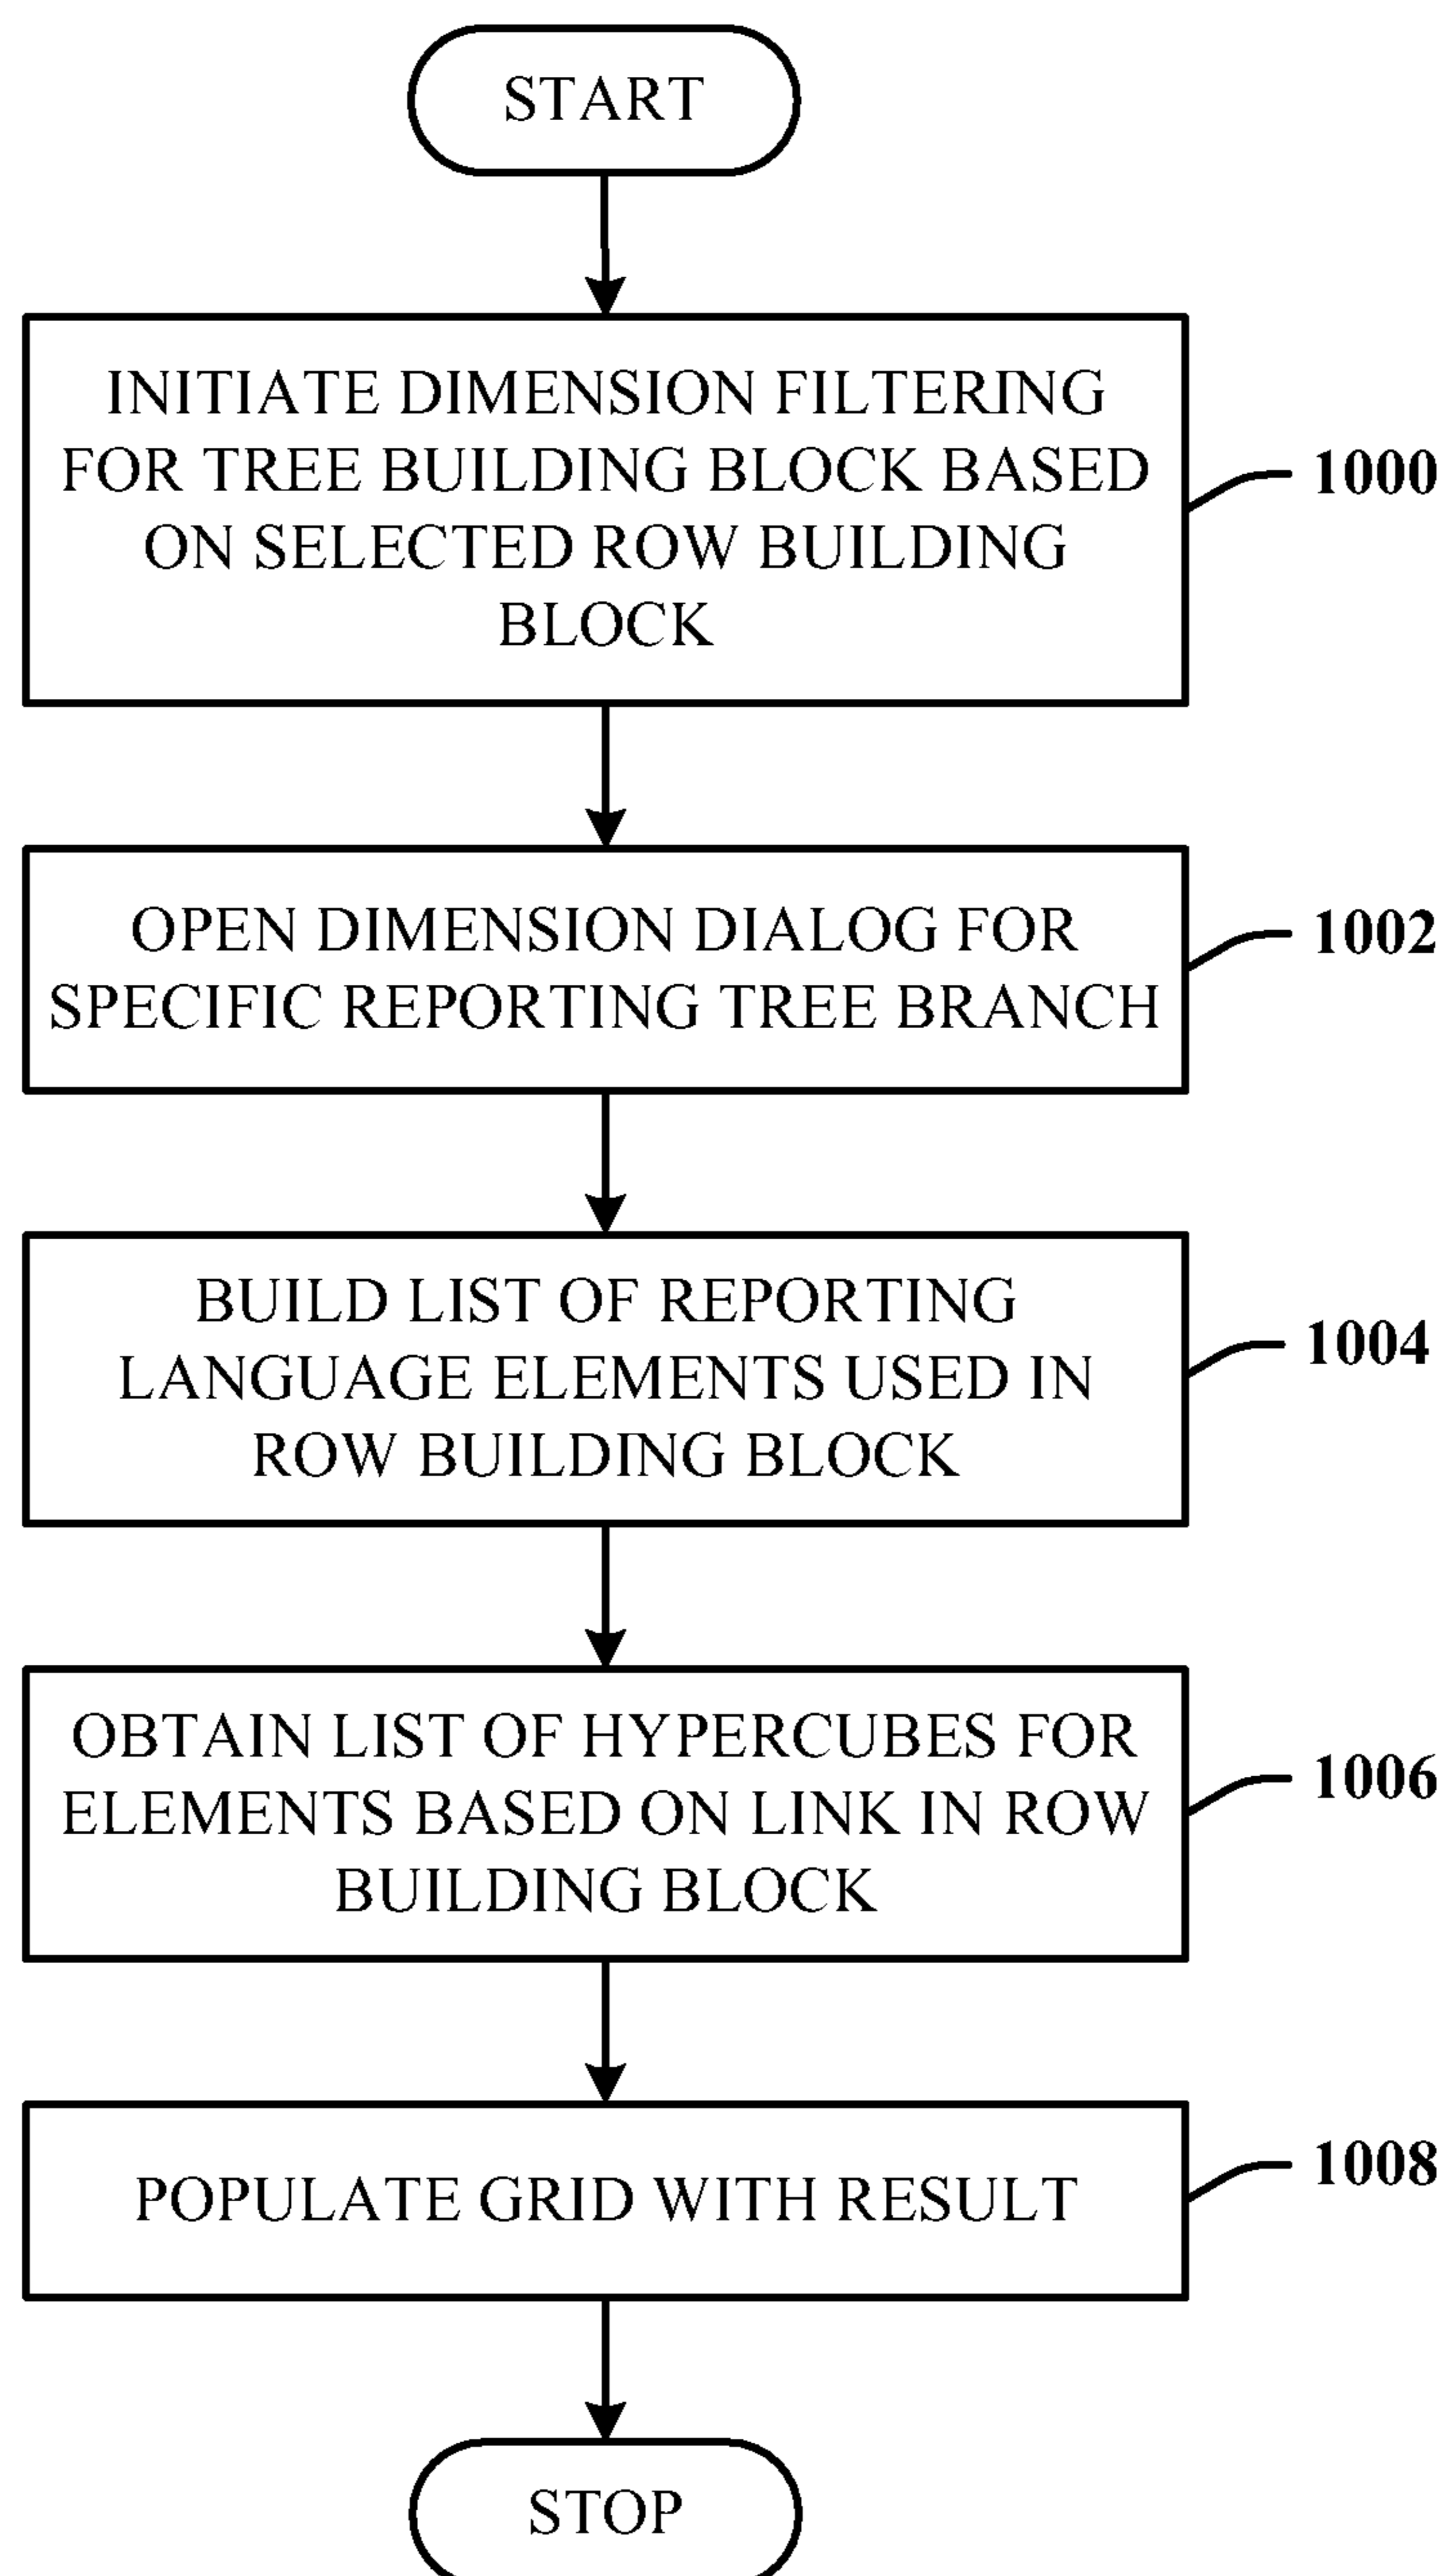 START
INITIATE DIMENSION FILTERING
FOR TREE BUILDING BLOCK BASED
ON SELECTED ROW BUILDING
BLOCK
1000
OPEN DIMENSION DIALOG FOR
SPECIFIC REPORTING TREE BRANCH
1002
BUILD LIST OF REPORTING
LANGUAGE ELEMENTS USED IN
ROW BUILDING BLOCK
1004
OBTAIN LIST OF HYPERCUBES FOR
ELEMENTS BASED ON LINK IN ROW
BUILDING BLOCK
1006
POPULATE GRID WITH RESULT
1008
STOP